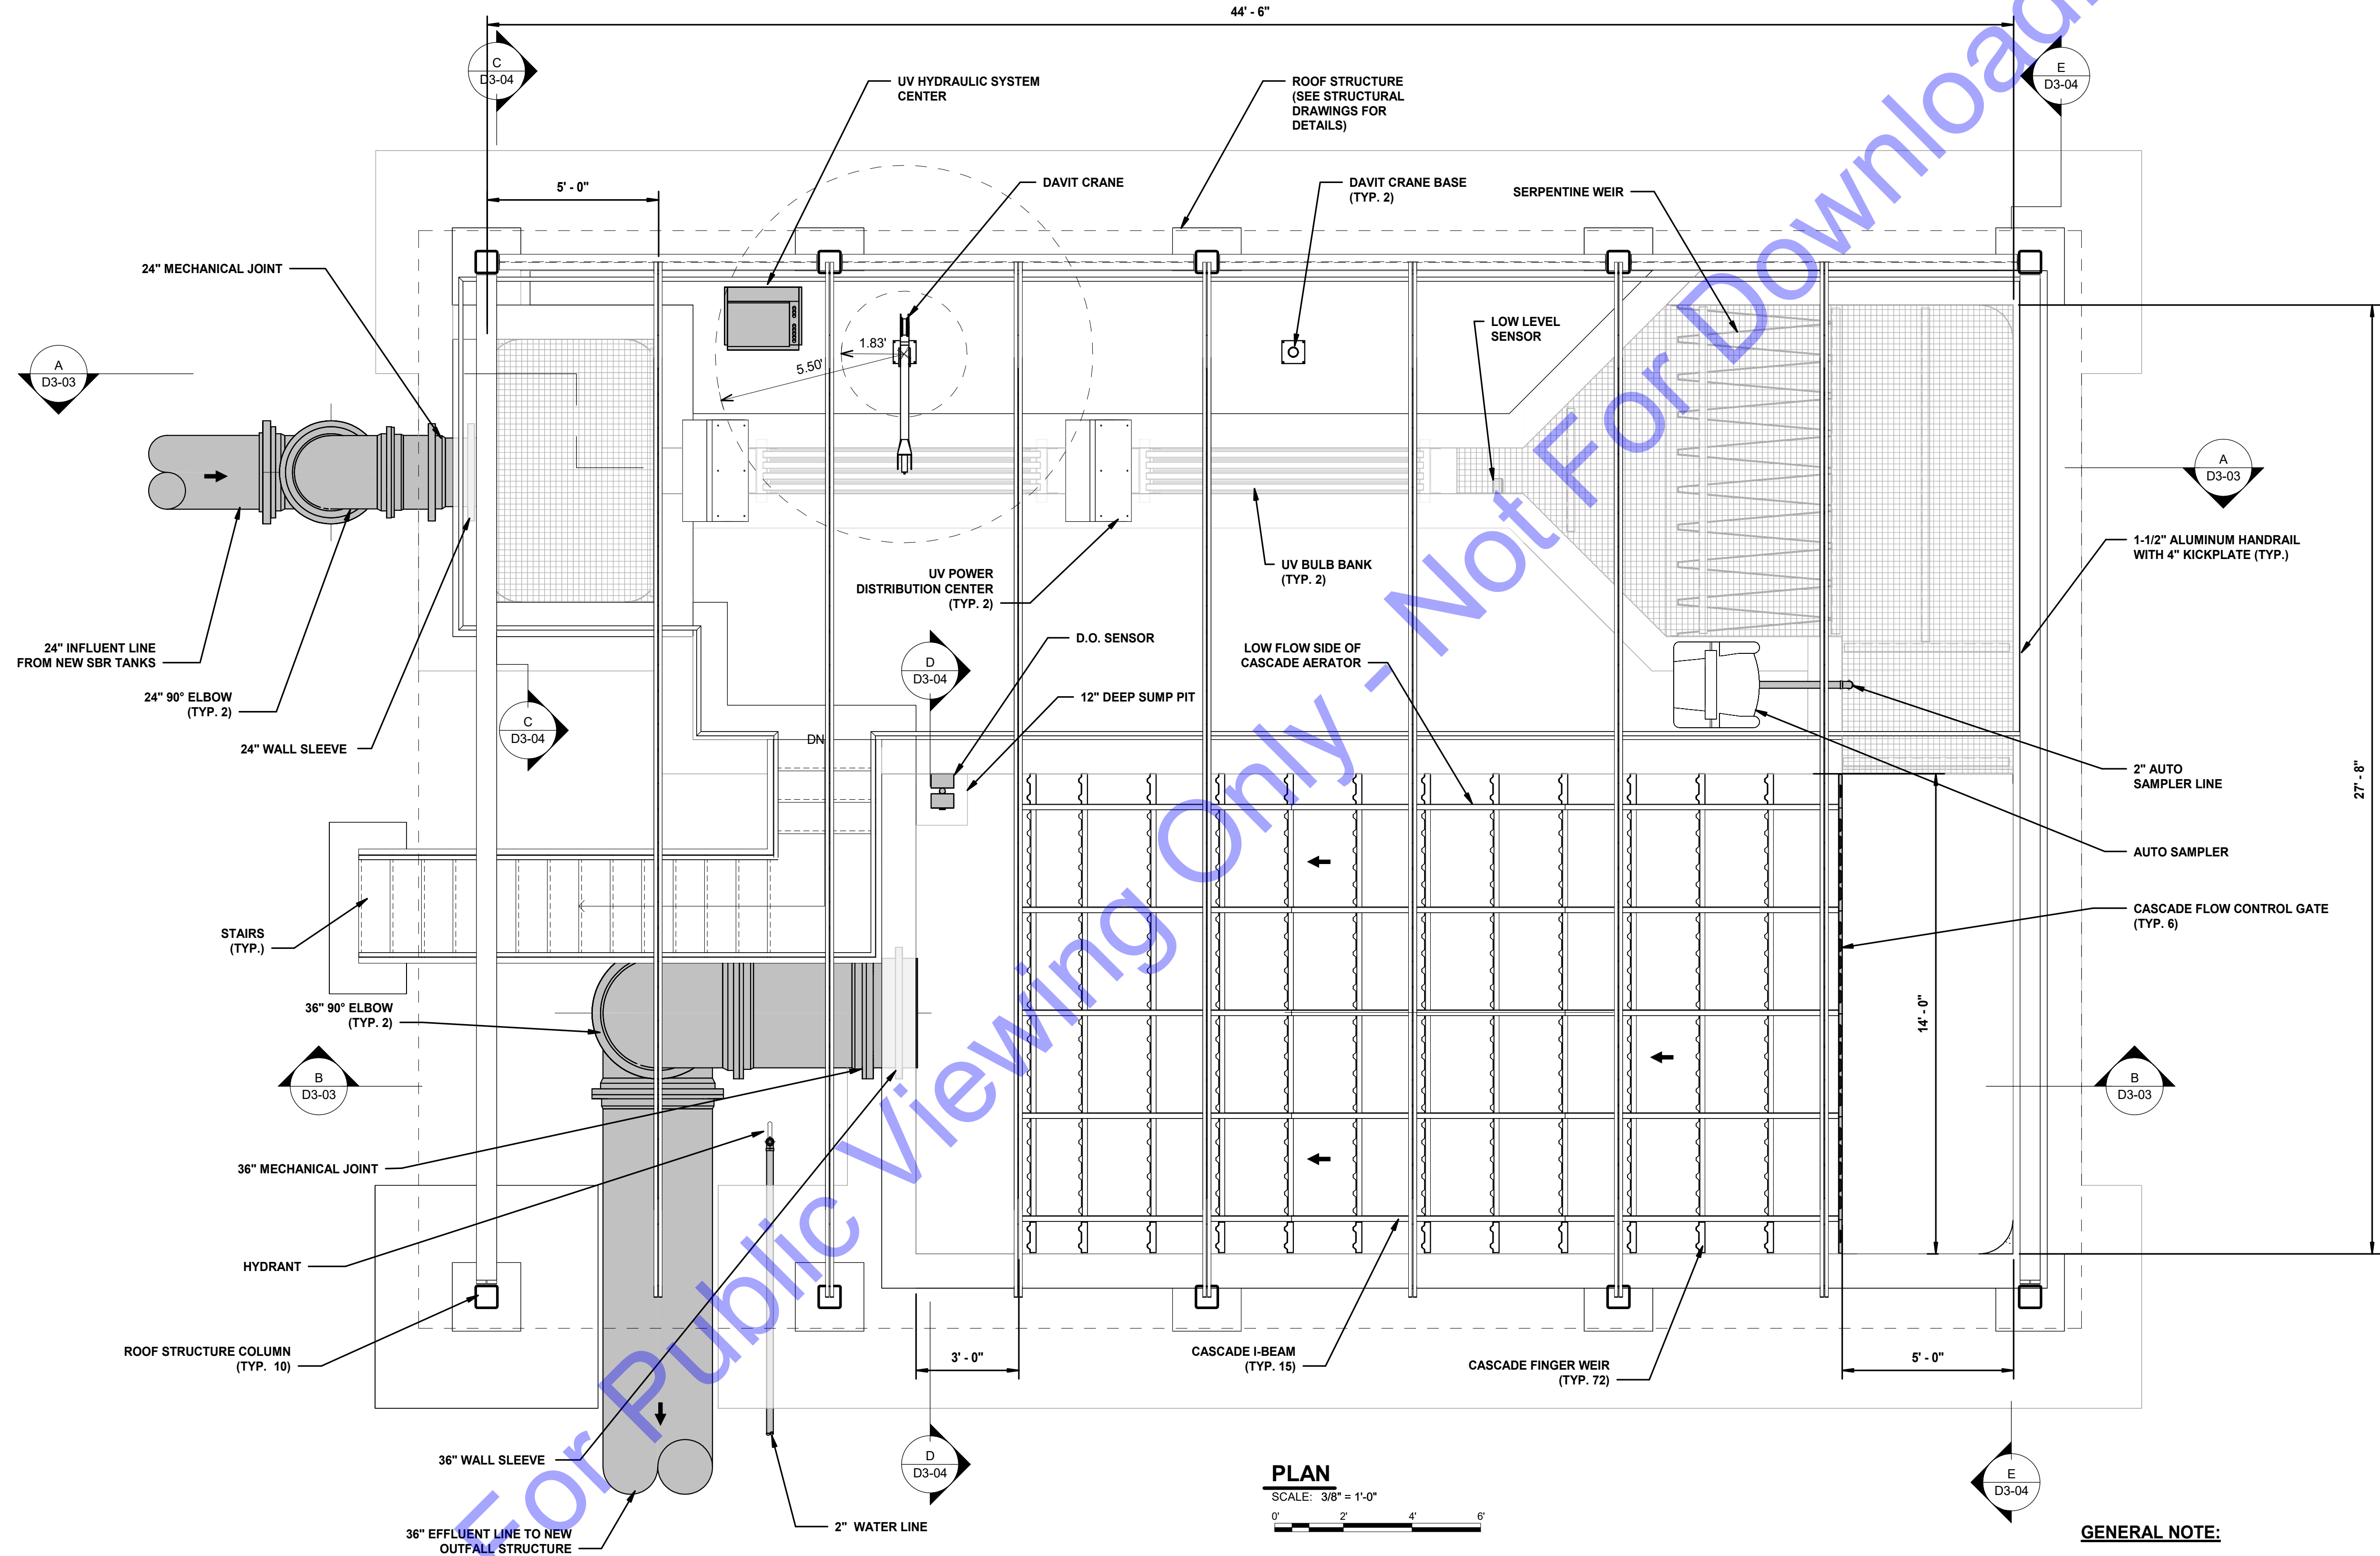 44' - 6"
C
D3-04
E
D3-04
UV HYDRAULIC SYSTEM
CENTER
ROOF STRUCTURE
(SEE STRUCTURAL
DRAWINGS FOR
DETAILS)
5' - 0"
DAVIT CRANE
DAVIT CRANE BASE
(TYP. 2)
SERPENTINE WEIR
24" MECHANICAL JOINT
LOW LEVEL
SENSOR
1.83'
5.50'
A
D3-03
A
D3-03
1-1/2" ALUMINUM HANDRAIL
WITH 4" KICKPLATE (TYP.)
UV POWER
DISTRIBUTION CENTER
(TYP. 2)
UV BULB BANK
(TYP. 2)
24" INFLUENT LINE
FROM NEW SBR TANKS
24" 90° ELBOW
(TYP. 2)
24" WALL SLEEVE
C
D3-04
D
D3-04
D.O. SENSOR
12" DEEP SUMP PIT
LOW FLOW SIDE OF
CASCADE AERATOR
DN
2" AUTO
SAMPLER LINE
27' - 8"
AUTO SAMPLER
CASCADE FLOW CONTROL GATE
(TYP. 6)
STAIRS
(TYP.)
36" 90° ELBOW
(TYP. 2)
14' - 0"
B
D3-03
B
D3-03
36" MECHANICAL JOINT
HYDRANT
ROOF STRUCTURE COLUMN
(TYP. 10)
3' - 0"
CASCADE I-BEAM
(TYP. 15)
CASCADE FINGER WEIR
(TYP. 72)
5' - 0"
36" WALL SLEEVE
D
D3-04
E
D3-04
36" EFFLUENT LINE TO NEW
OUTFALL STRUCTURE
2" WATER LINE
PLAN
SCALE: 3/8" = 1'-0"
0' 2' 4' 6'
GENERAL NOTE:
For Public Viewing Only - Not For Download